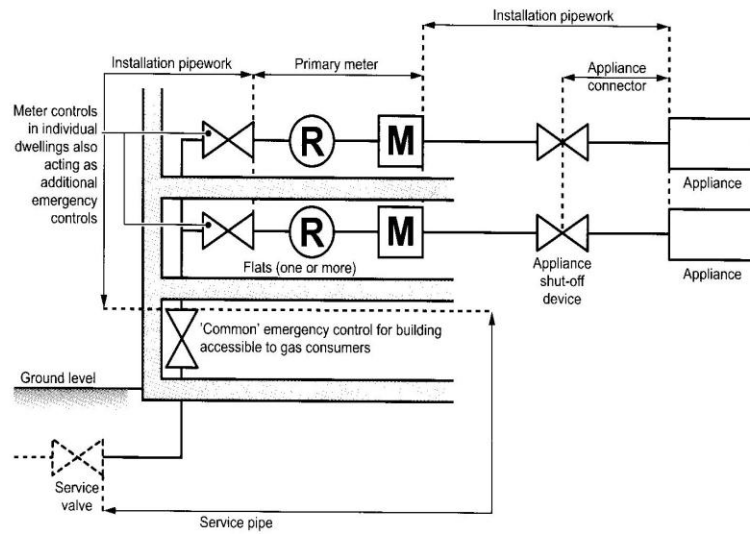 Installation pipework
Installation pipework
Primary meter
Appliance
connector
Meter controls
in individual
dwellings also
acting as
additional
emergency
controls
R
M
Appliance
R
M
Flats (one or more)
Appliance
shut-off
device
Appliance
'Common' emergency control for building
accessible to gas consumers
Ground level
Service
valve
Service pipe